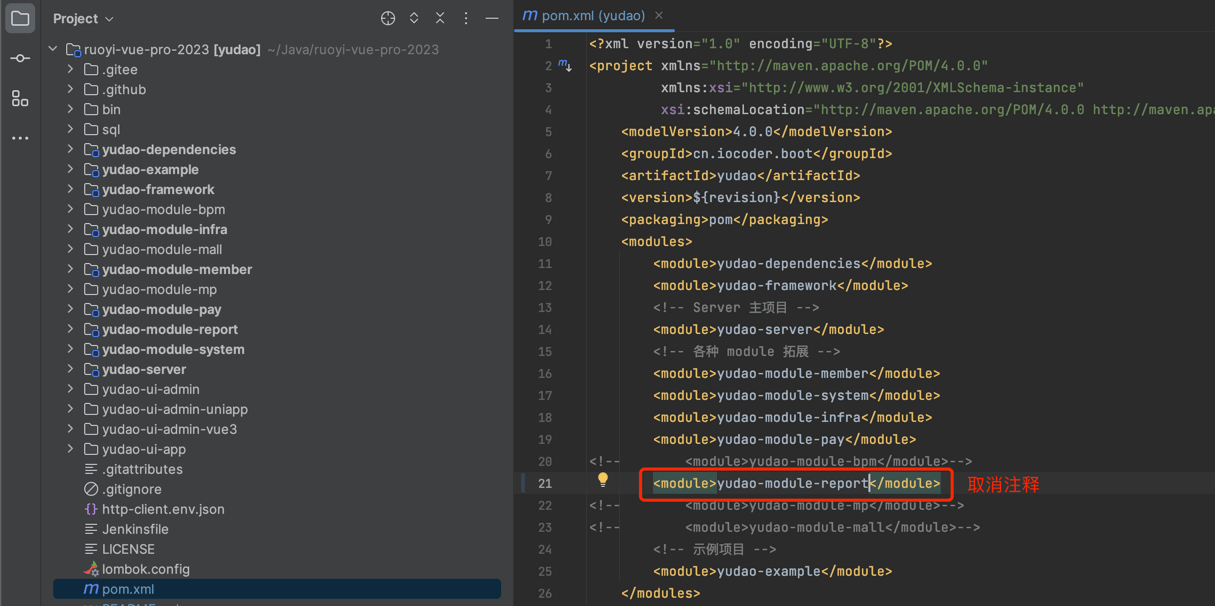 Project
ruoyi-vue-pro-2023 [yudao] ~/Java/ruoyi-vue-pro-2023
.gitee
.github
bin
sql
yudao-dependencies
yudao-example
yudao-framework
yudao-module-bpm
yudao-module-infra
yudao-module-mall
yudao-module-member
yudao-module-mp
yudao-module-pay
yudao-module-report
yudao-module-system
yudao-server
yudao-ui-admin
yudao-ui-admin-uniapp
yudao-ui-admin-vue3
yudao-ui-app
.gitattributes
.gitignore
http-client.env.json
Jenkinsfile
LICENSE
lombok.config
pom.xml
pom.xml (yudao)
1 <?xml version="1.0" encoding="UTF-8"?>
2 <project xmlns="http://maven.apache.org/POM/4.0.0"
3 xmlns:xsi="http://www.w3.org/2001/XMLSchema-instance"
4 xsi:schemaLocation="http://maven.apache.org/POM/4.0.0 http://maven.apa
5 <modelVersion>4.0.0</modelVersion>
6 <groupId>cn.iocoder.boot</groupId>
7 <artifactId>yudao</artifactId>
8 <version>${revision}</version>
9 <packaging>pom</packaging>
10 <modules>
11 <module>yudao-dependencies</module>
12 <module>yudao-framework</module>
13 <!-- Server 主项目 -->
14 <module>yudao-server</module>
15 <!-- 各种 module 拓展 -->
16 <module>yudao-module-member</module>
17 <module>yudao-module-system</module>
18 <module>yudao-module-infra</module>
19 <module>yudao-module-pay</module>
20 <!-- <module>yudao-module-bpm</module>-->
21 <module>yudao-module-report</module> 取消注释
22 <!-- <module>yudao-module-mp</module>-->
23 <!-- <module>yudao-module-mall</module>-->
24 <!-- 示例项目 -->
25 <module>yudao-example</module>
26 </modules>